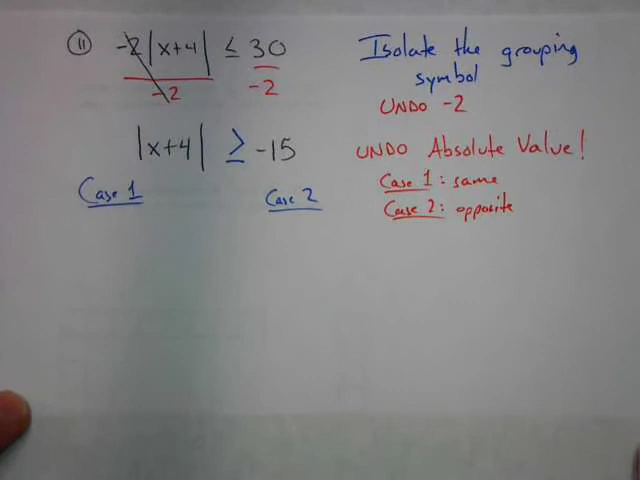 11 -2|x+4| ≤ 30
-2 -2
|x+4| ≥ -15
Case 1 Case 2
Isolate the grouping
symbol
UNDO -2
UNDO Absolute Value!
Case 1: same
Case 2: opposite